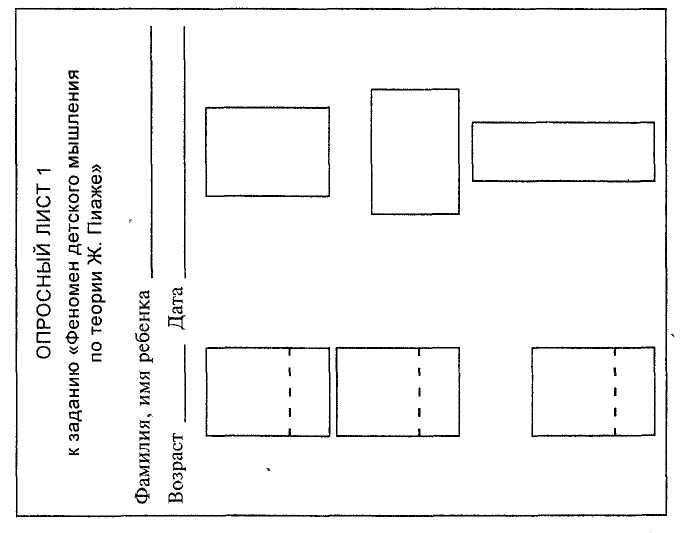 ОПРОСНЫЙ ЛИСТ 1
к заданию «Феномен детского мышления
по теории Ж. Пиаже»
Фамилия, имя ребенка
Возраст Дата